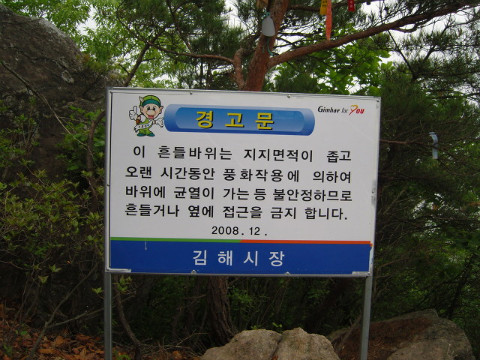 경고문
Gimhae for You
이 흔들바위는 지지면적이 좁고
오랜 시간동안 풍화작용에 의하여
바위에 균열이 가는 등 불안정하므로
흔들거나 옆에 접근을 금지 합니다.
2008. 12.
김해시장